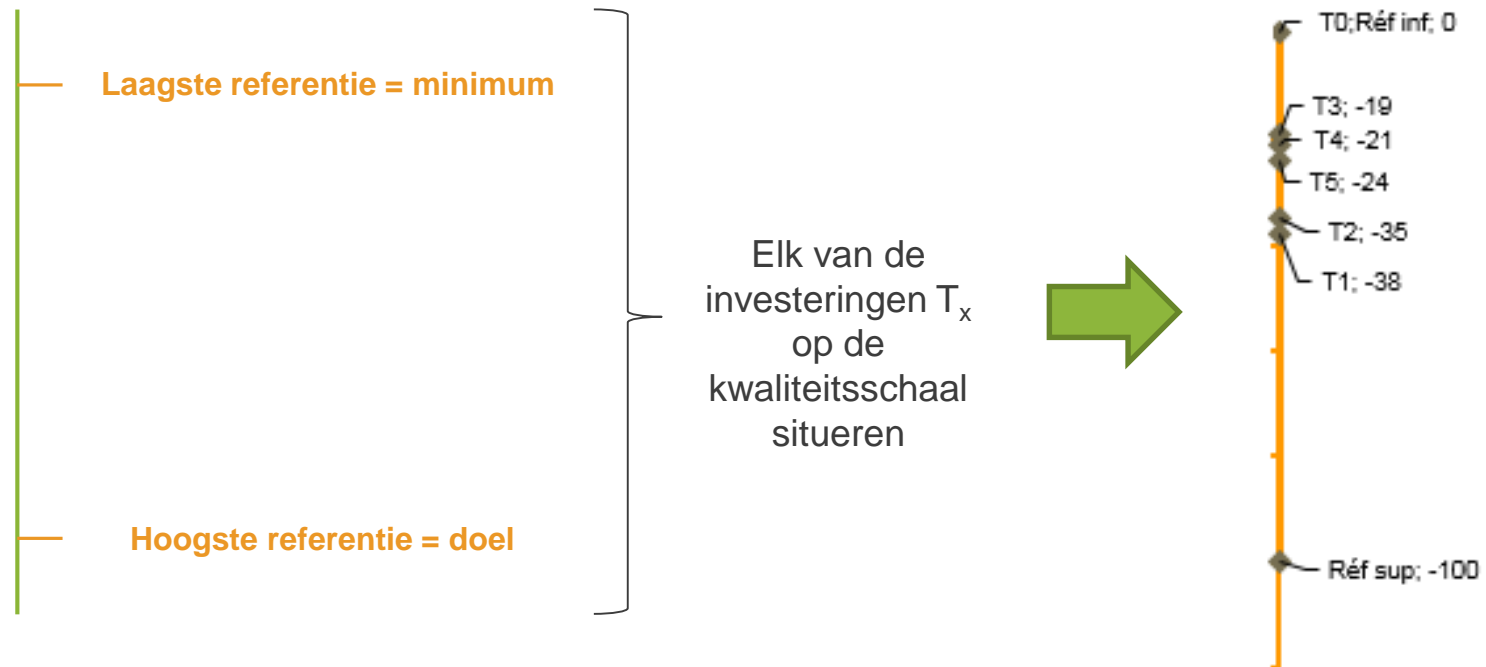 Laagste referentie = minimum
Hoogste referentie = doel
Elk van de
investeringen Tx
op de
kwaliteitsschaal
situeren
T0;Réf inf; 0
T3; -19
T4; -21
T5; -24
T2; -35
T1; -38
Réf sup; -100